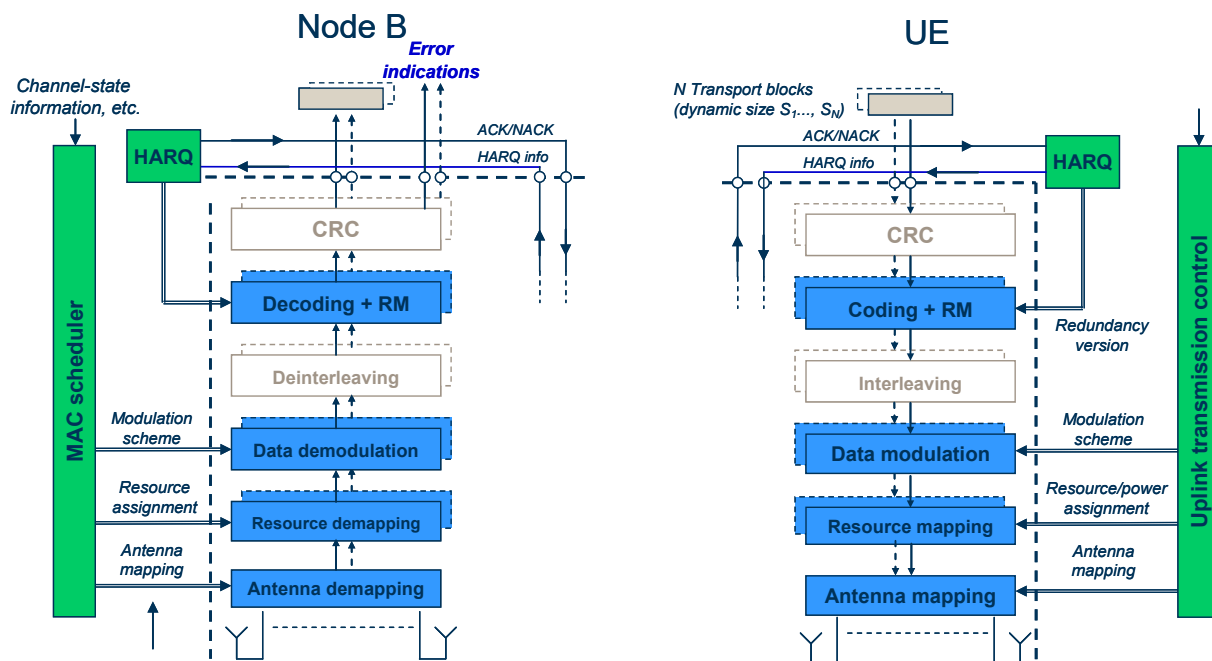 Node B
Error
indications
Channel-state
information, etc.
HARQ
ACK/NACK
HARQ info
CRC
Decoding + RM
Deinterleaving
MAC scheduler
Modulation
scheme
Data demodulation
Resource
assignment
Resource demapping
Antenna
mapping
Antenna demapping
UE
N Transport blocks
(dynamic size S1..., SN)
ACK/NACK
HARQ info
HARQ
CRC
Coding + RM
Redundancy
version
Interleaving
Uplink transmission control
Modulation
scheme
Data modulation
Resource/power
assignment
Resource mapping
Antenna
mapping
Antenna mapping